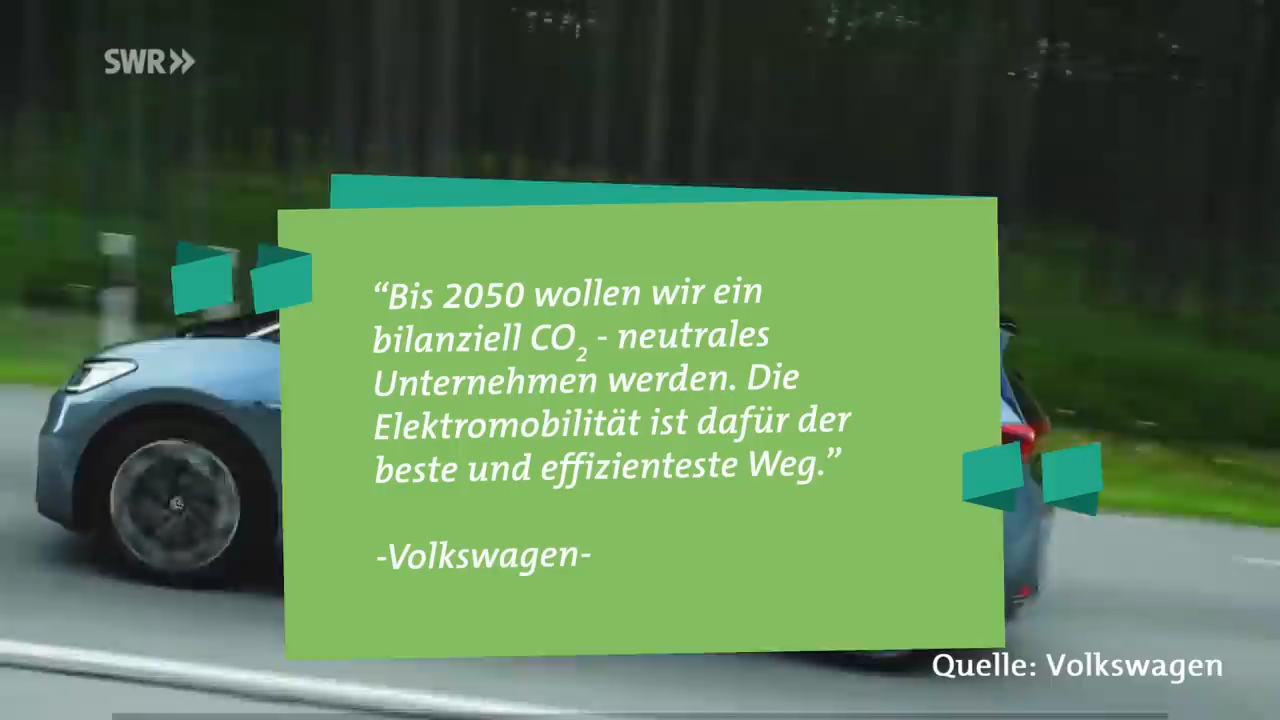 SWR»
“Bis 2050 wollen wir ein
bilanziell CO₂ - neutrales
Unternehmen werden. Die
Elektromobilität ist dafür der
beste und effizienteste Weg.”
-Volkswagen-
Quelle: Volkswagen